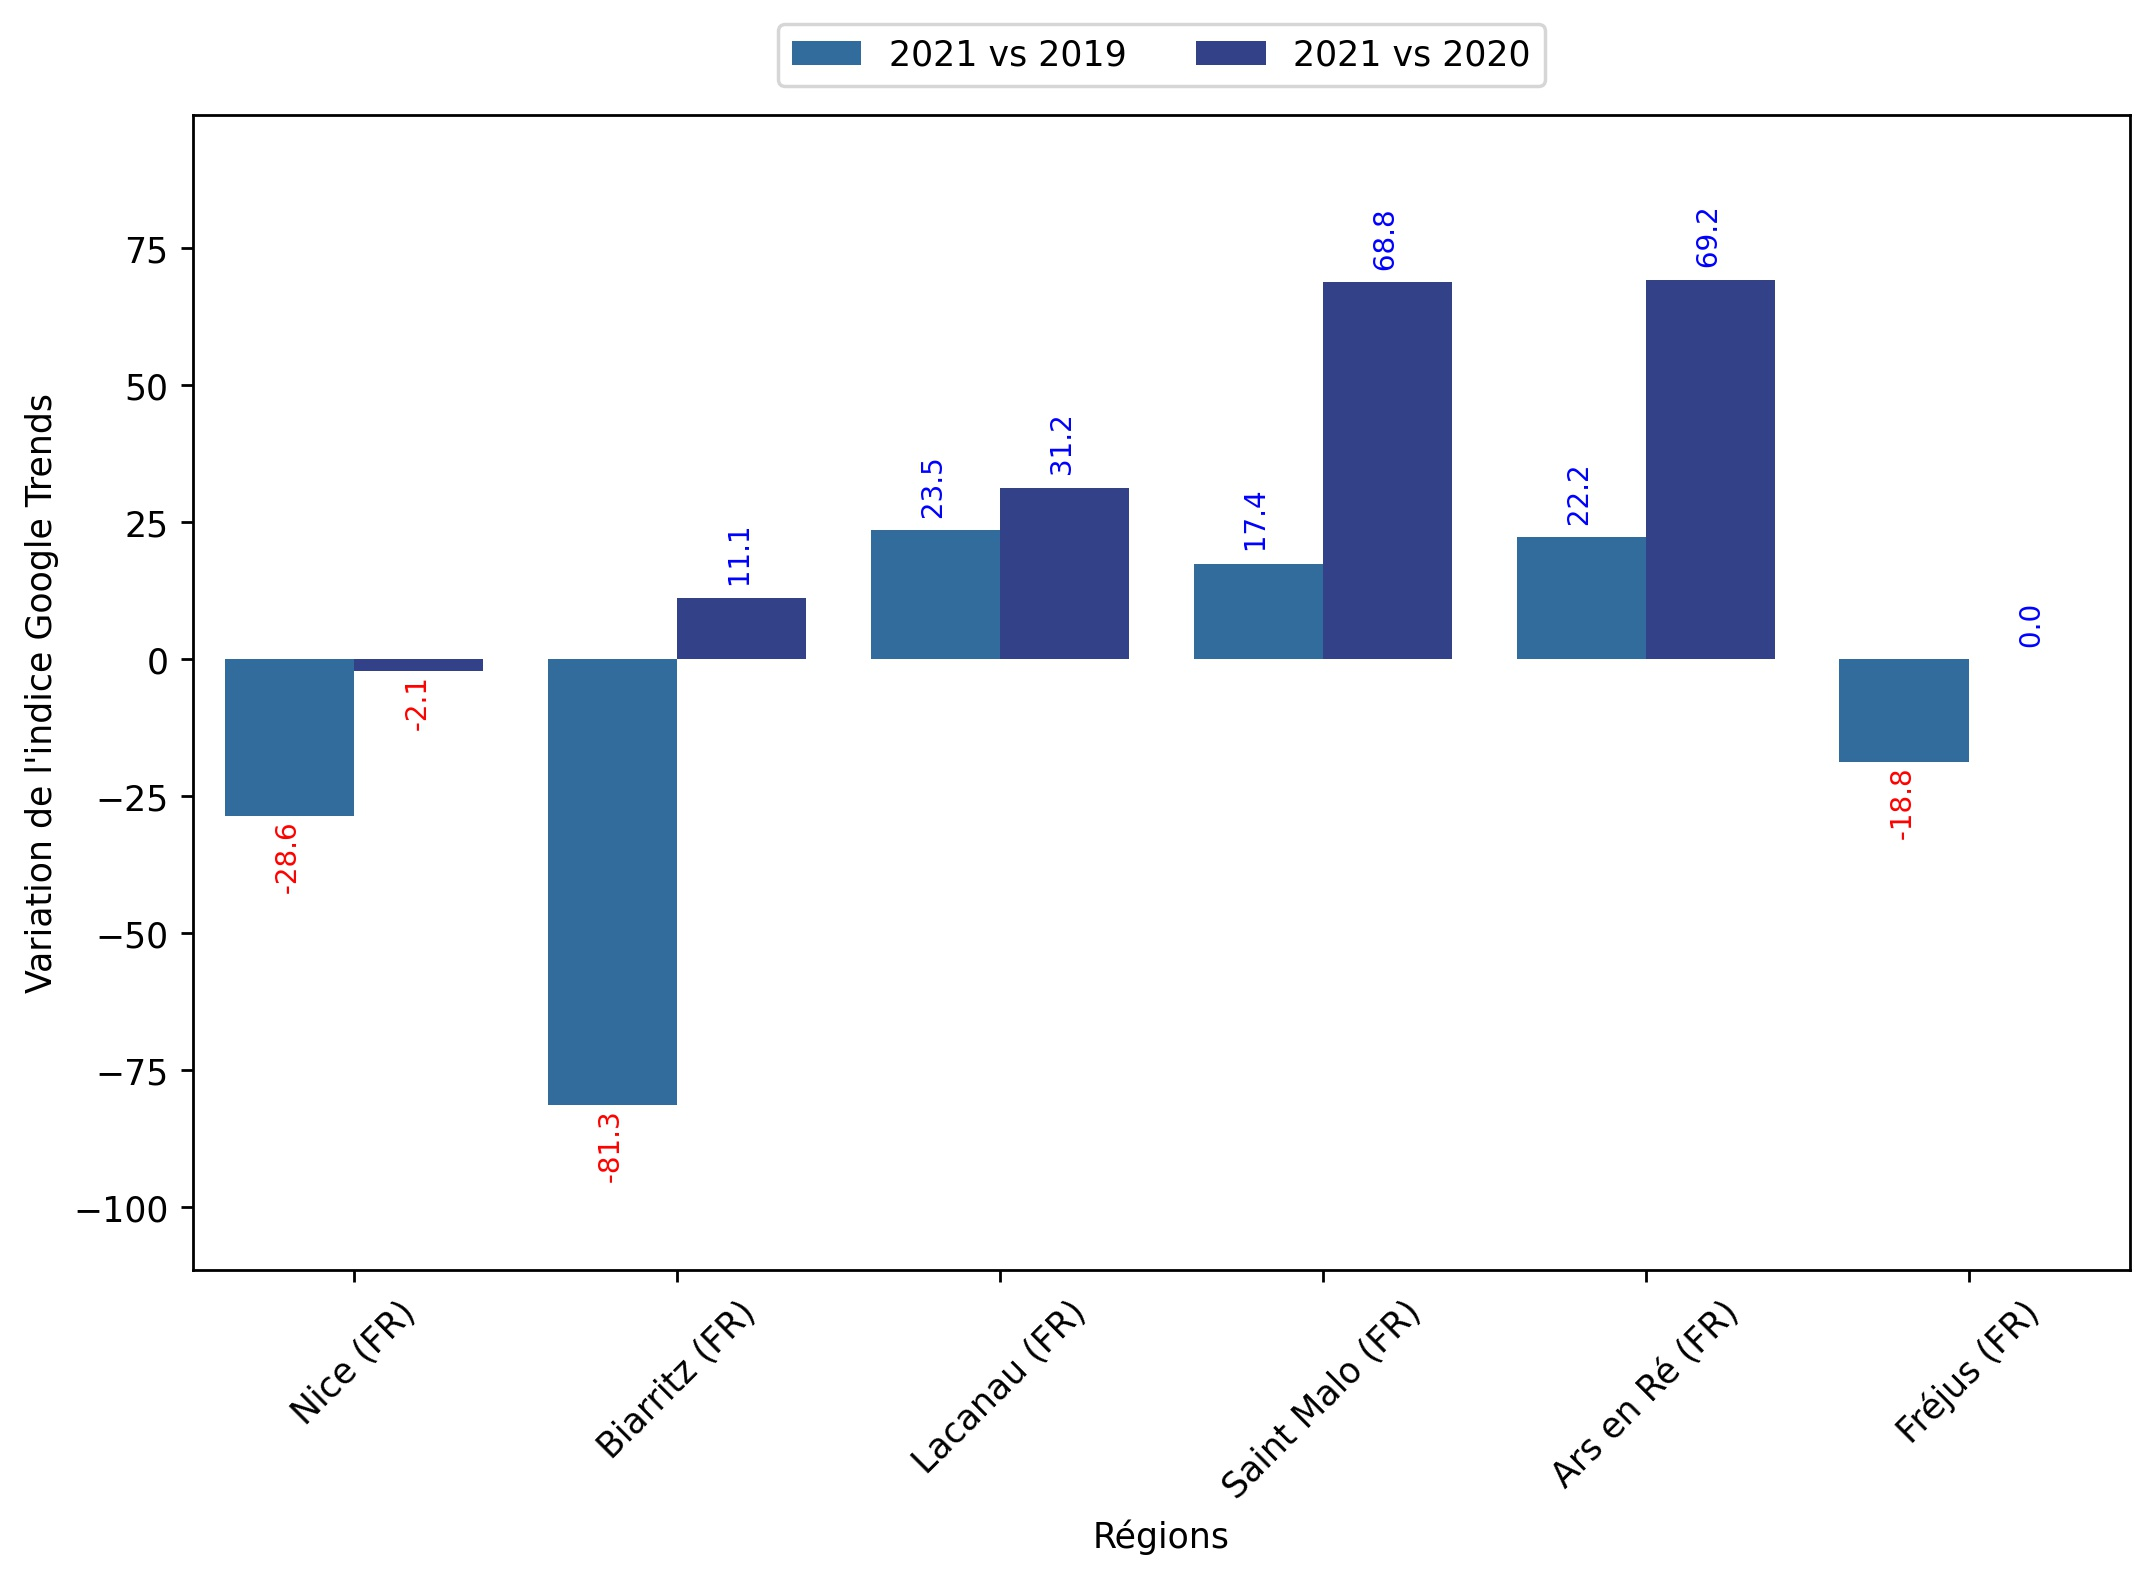 2021 vs 2019
2021 vs 2020
Variation de l'indice Google Trends
75
50
25
0
−25
−50
−75
−100
-28.6
-2.1
-81.3
11.1
23.5
31.2
17.4
68.8
22.2
69.2
-18.8
0.0
Nice (FR)
Biarritz (FR)
Lacanau (FR)
Saint Malo (FR)
Ars en Ré (FR)
Fréjus (FR)
Régions